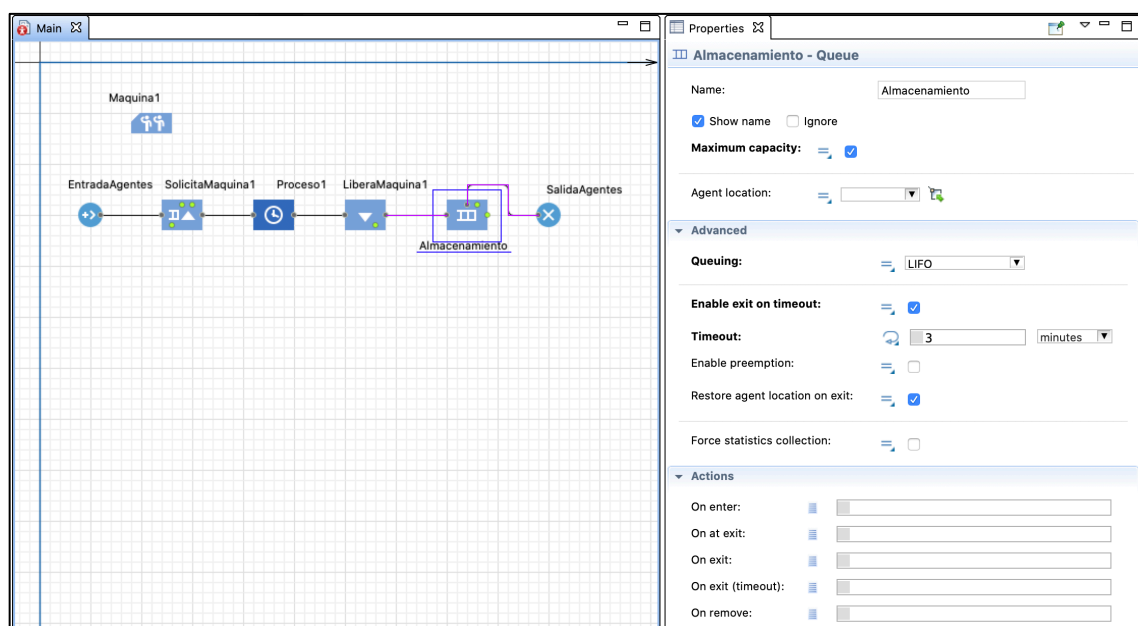 Main
Maquina1
EntradaAgentes SolicitaMaquina1 Proceso1 LiberaMaquina1 SalidaAgentes
Almacenamiento
Properties
Almacenamiento - Queue
Name: Almacenamiento
Show name Ignore
Maximum capacity:
Agent location:
Advanced
Queuing: LIFO
Enable exit on timeout:
Timeout: 3 minutes
Enable preemption:
Restore agent location on exit:
Force statistics collection:
Actions
On enter:
On at exit:
On exit:
On exit (timeout):
On remove: